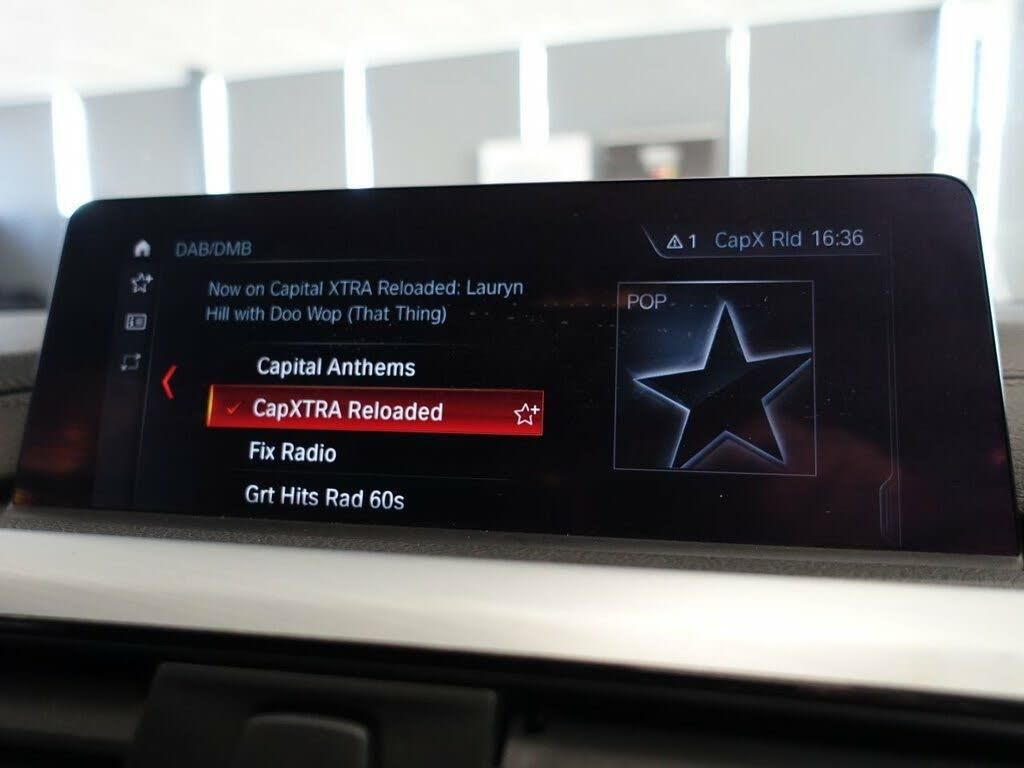 DAB/DMB
1 CapX Rld 16:36
Now on Capital XTRA Reloaded: Lauryn
Hill with Doo Wop (That Thing)
POP
Capital Anthems
CapXTRA Reloaded
Fix Radio
Grt Hits Rad 60s